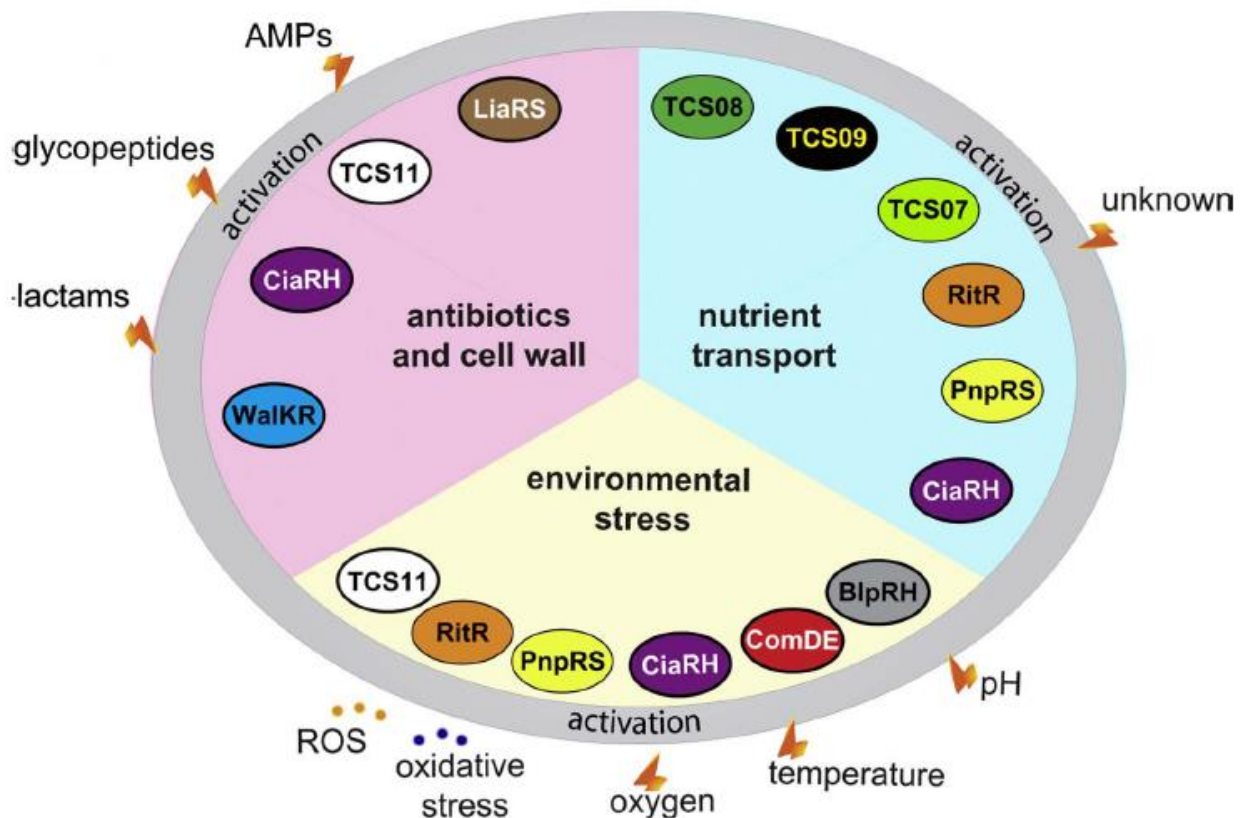 AMPs
glycopeptides
-lactams
activation
LiaRS
TCS11
CiaRH
WalKR
antibiotics
and cell wall
TCS08
TCS09
TCS07
RitR
PnpRS
CiaRH
nutrient
transport
activation
unknown
environmental
stress
TCS11
RitR
PnpRS
CiaRH
ComDE
BlpRH
activation
ROS
oxidative
stress
oxygen
temperature
pH